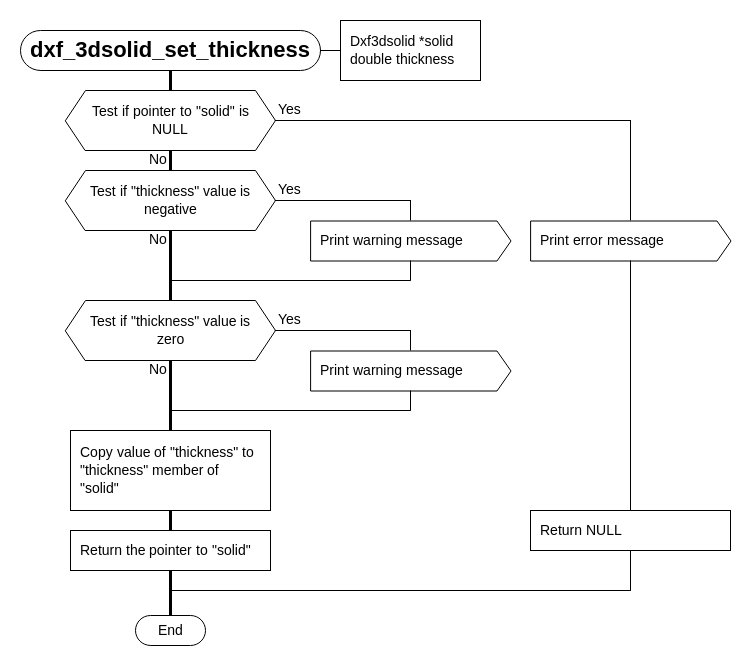 dxf_3dsolid_set_thickness
Dxf3dsolid *solid
double thickness
Test if pointer to "solid" is
NULL
Yes
No
Test if "thickness" value is
negative
Yes
No
Print warning message
Print error message
Test if "thickness" value is
zero
Yes
No
Print warning message
Copy value of "thickness" to
"thickness" member of
"solid"
Return NULL
Return the pointer to "solid"
End